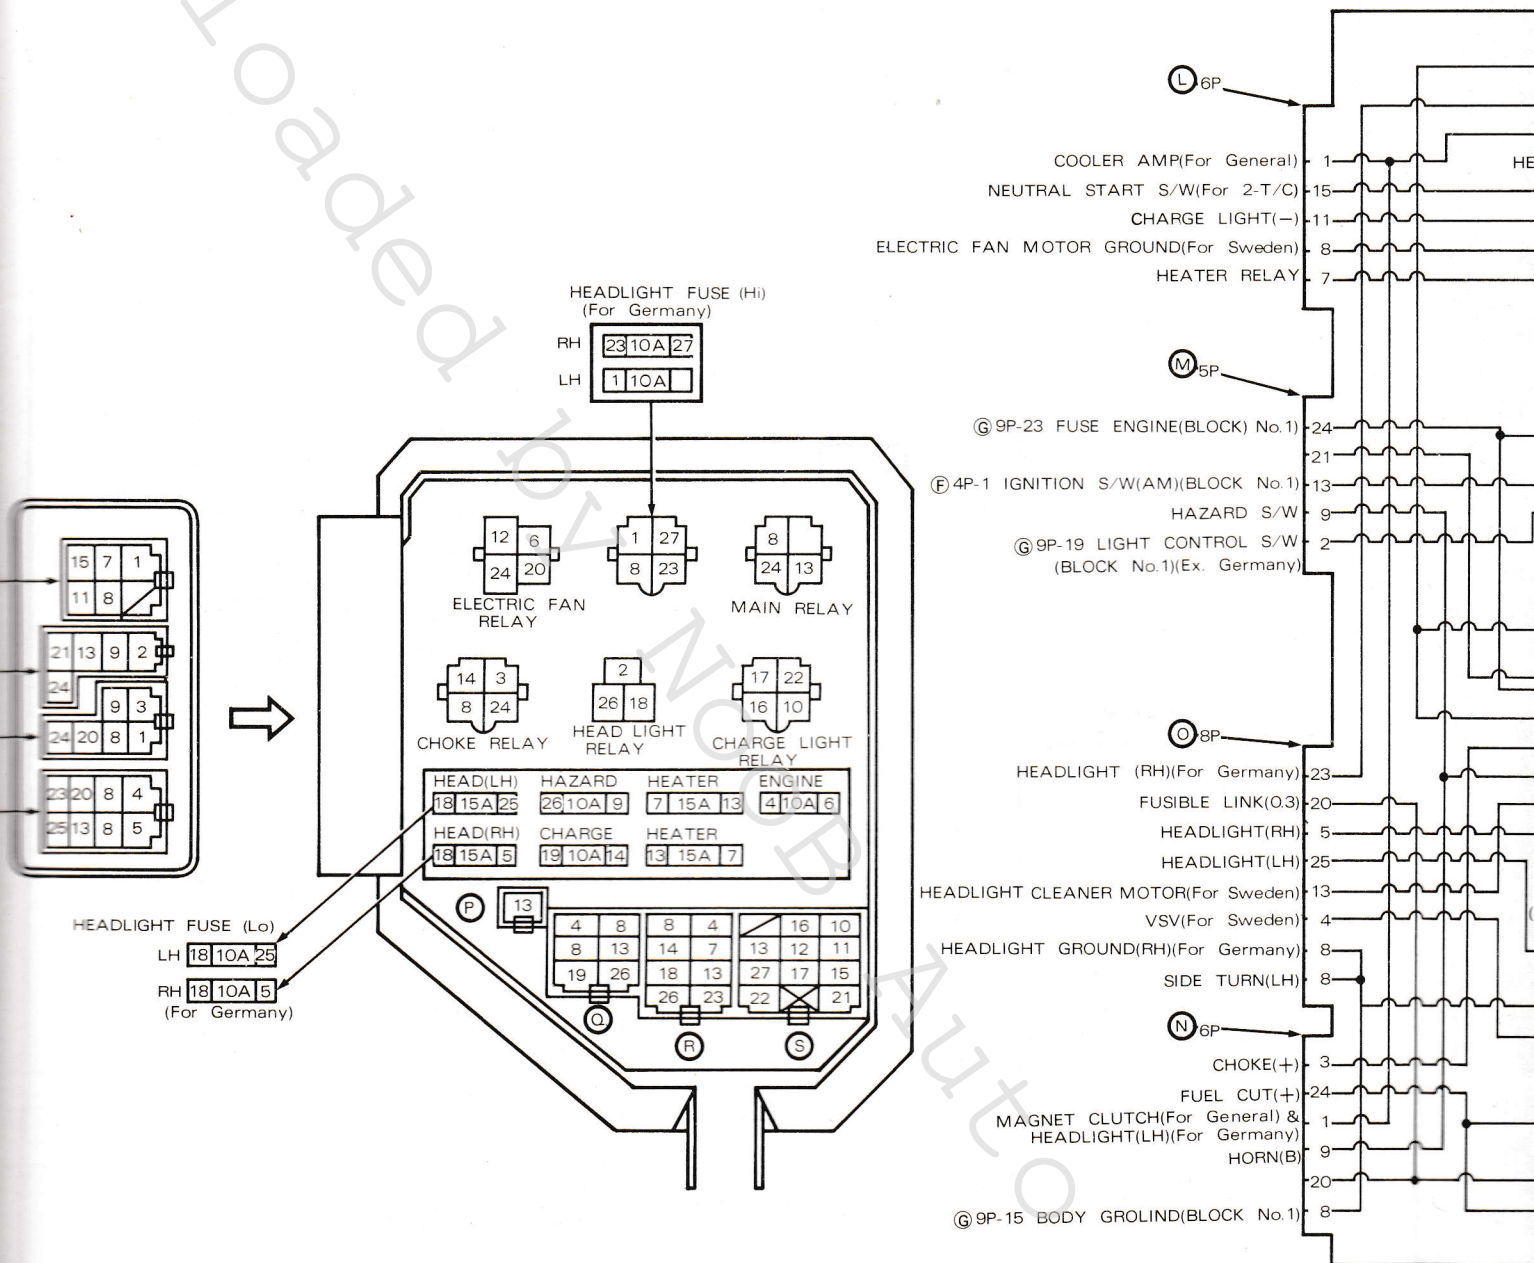 loaded by NooB Auto
HEADLIGHT FUSE (Hi)
(For Germany)
RH 23 10A 27
LH 1 10A
15 7 1
11 8
21 13 9 2
24
9 3
24 20 8 1
23 20 8 4
25 13 8 5
12 6
24 20
ELECTRIC FAN
RELAY
1 27
8 23
8
24 13
MAIN RELAY
14 3
8 24
CHOKE RELAY
2
26 18
HEAD LIGHT
RELAY
17 22
16 10
CHARGE LIGHT
RELAY
HEAD(LH) HAZARD HEATER ENGINE
18 15A 25 26 10A 9 7 15A 13 4 10A 6
HEAD(RH) CHARGE HEATER
18 15A 5 19 10A 14 13 15A 7
HEADLIGHT FUSE (Lo)
LH 18 10A 25
RH 18 10A 5
(For Germany)
P
13
4 8
8 13
19 26
Q
8 4
14 7
18 13
26 23
R
16 10
13 12 11
27 17 15
22 21
S
L 6P
COOLER AMP(For General) 1
NEUTRAL START S/W(For 2-T/C) 15
CHARGE LIGHT(−) 11
ELECTRIC FAN MOTOR GROUND(For Sweden) 8
HEATER RELAY 7
HE
M 5P
G 9P-23 FUSE ENGINE(BLOCK) No.1) 24
21
F 4P-1 IGNITION S/W(AM)(BLOCK No.1) 13
HAZARD S/W 9
G 9P-19 LIGHT CONTROL S/W 2
(BLOCK No.1)(Ex. Germany)
O 8P
HEADLIGHT (RH)(For Germany) 23
FUSIBLE LINK(0.3) 20
HEADLIGHT(RH) 5
HEADLIGHT(LH) 25
HEADLIGHT CLEANER MOTOR(For Sweden) 13
VSV(For Sweden) 4
HEADLIGHT GROUND(RH)(For Germany) 8
SIDE TURN(LH) 8
N 6P
CHOKE(+) 3
FUEL CUT(+) 24
MAGNET CLUTCH(For General) & 1
HEADLIGHT(LH)(For Germany)
HORN(B) 9
20
G 9P-15 BODY GROLIND(BLOCK No.1) 8